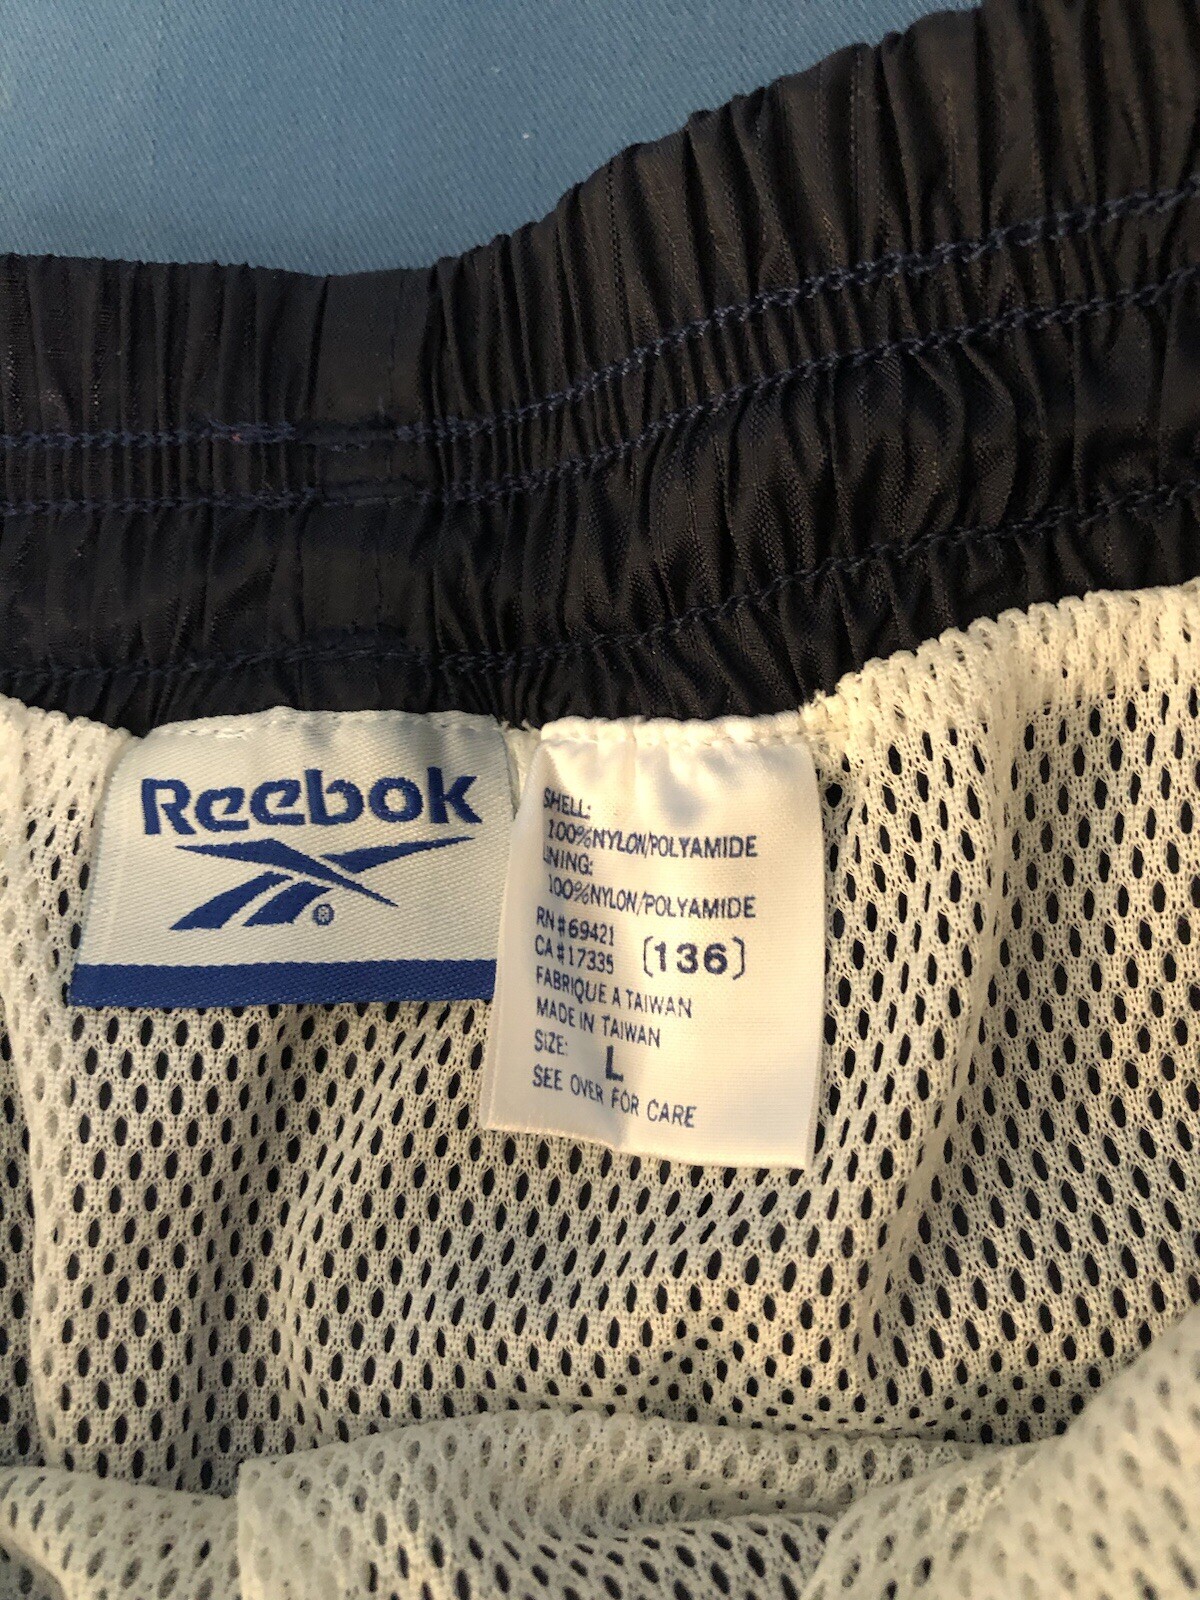 Reebok
®
SHELL:
100%NYLON/POLYAMIDE
LINING:
100%NYLON/POLYAMIDE
RN#69421
CA#17335 (136)
FABRIQUE A TAIWAN
MADE IN TAIWAN
SIZE: L
SEE OVER FOR CARE